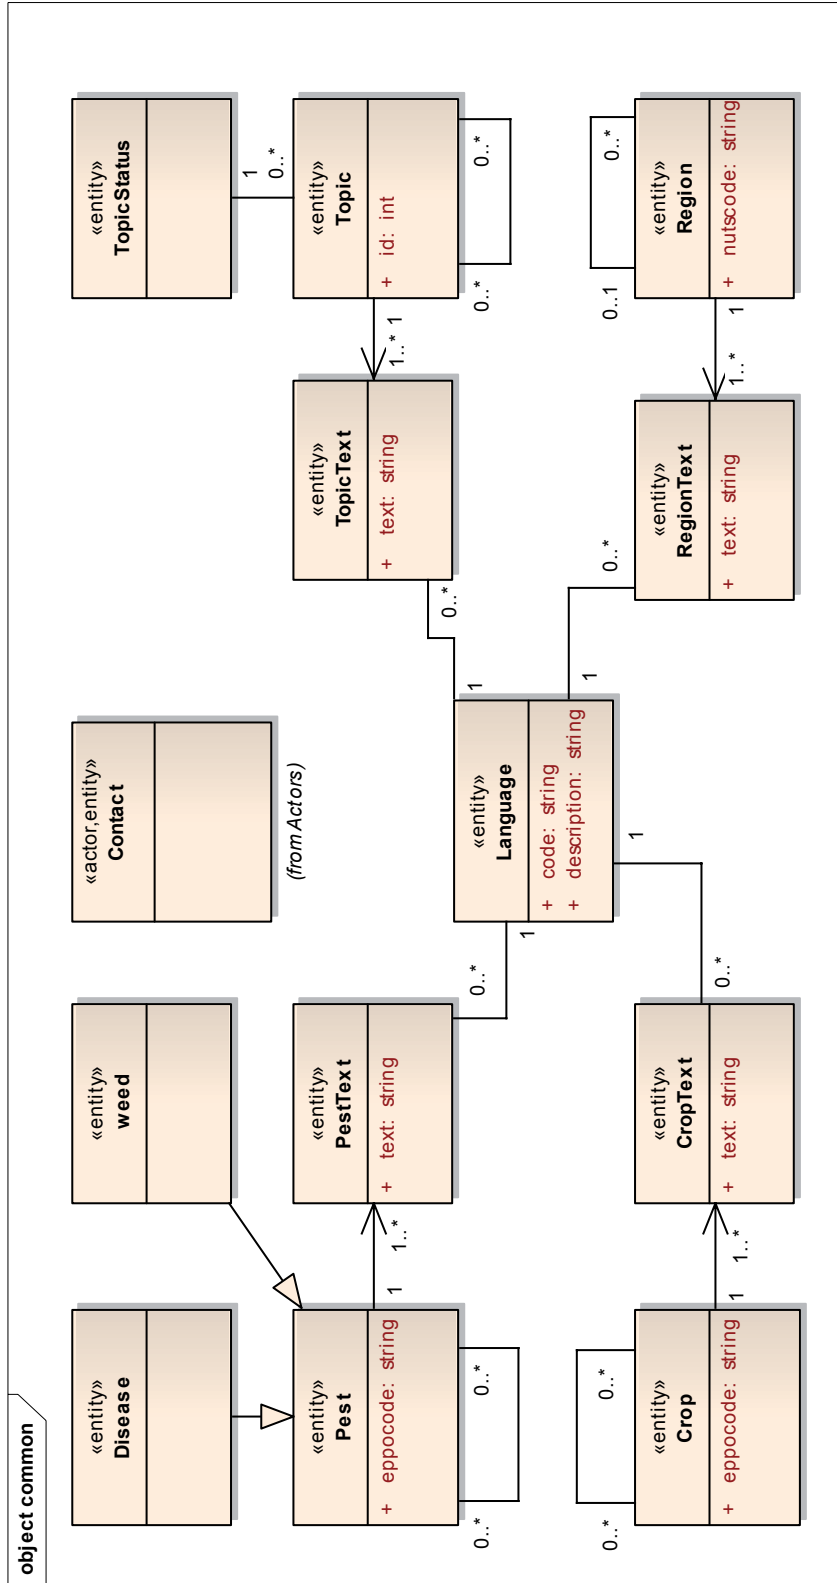 object common
«entity»
Disease
«entity»
weed
«actor,entity»
Contact
(from Actors)
«entity»
TopicStatus
1
0..*
«entity»
Pest
+ eppocode: string
0..*
0..*
1
1..*
«entity»
PestText
+ text: string
0..*
1
«entity»
Language
+ code: string
+ description: string
1
0..*
«entity»
TopicText
+ text: string
1..*
1
«entity»
Topic
+ id: int
0..*
0..*
0..*
0..*
«entity»
Crop
+ eppocode: string
1
1..*
«entity»
CropText
+ text: string
0..*
1
1
0..*
«entity»
RegionText
+ text: string
1..*
1
«entity»
Region
+ nutscode: string
0..1
0..*